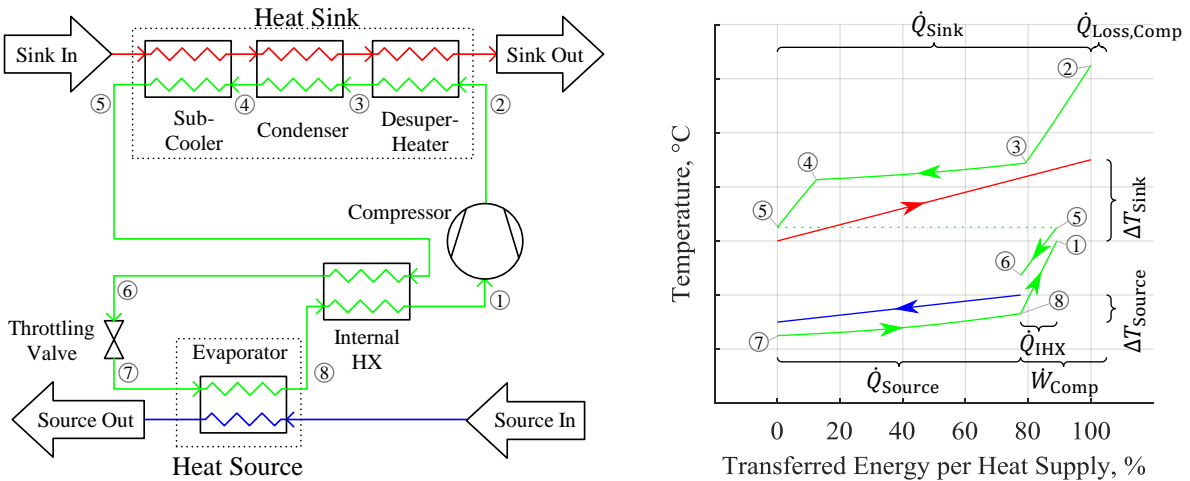 Heat Sink
Sink In
Sink Out
⑤
④
③
②
Sub-
Cooler
Condenser
Desuper-
Heater
Compressor
⑥
①
Throttling
Valve
Internal
HX
⑦
Evaporator
⑧
Source Out
Source In
Heat Source
Q̇Sink
Q̇Loss,Comp
②
③
④
⑤
⑤
①
⑥
⑧
⑦
Temperature, °C
ΔTSink
ΔTSource
Q̇IHX
Q̇Source
ẆComp
0 20 40 60 80 100
Transferred Energy per Heat Supply, %